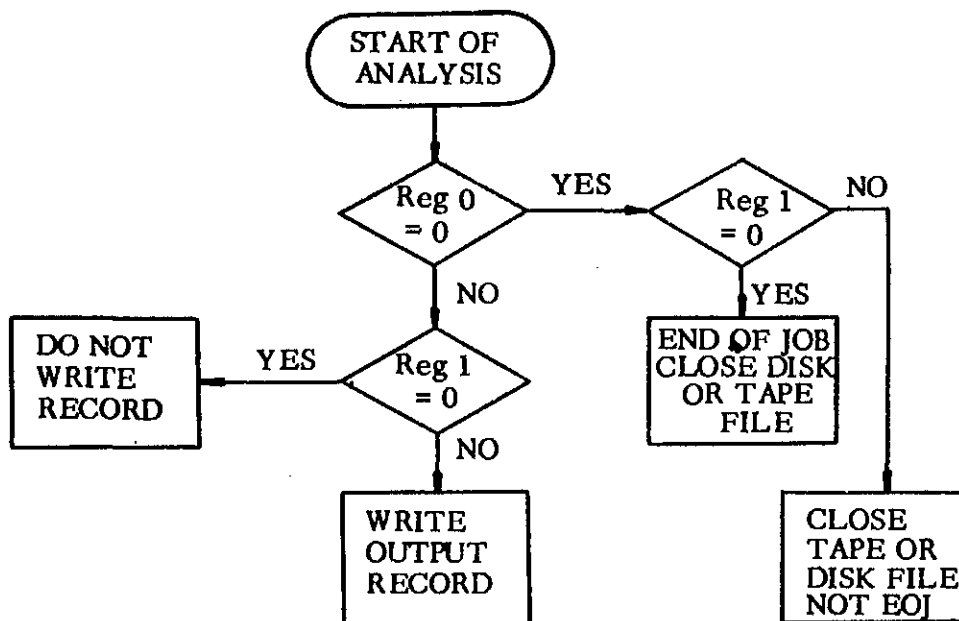 START OF
ANALYSIS
Reg 0
= 0
YES
Reg 1
= 0
NO
NO
YES
DO NOT
WRITE
RECORD
YES
Reg 1
= 0
END OF JOB
CLOSE DISK
OR TAPE
FILE
NO
WRITE
OUTPUT
RECORD
CLOSE
TAPE OR
DISK FILE
NOT EOJ